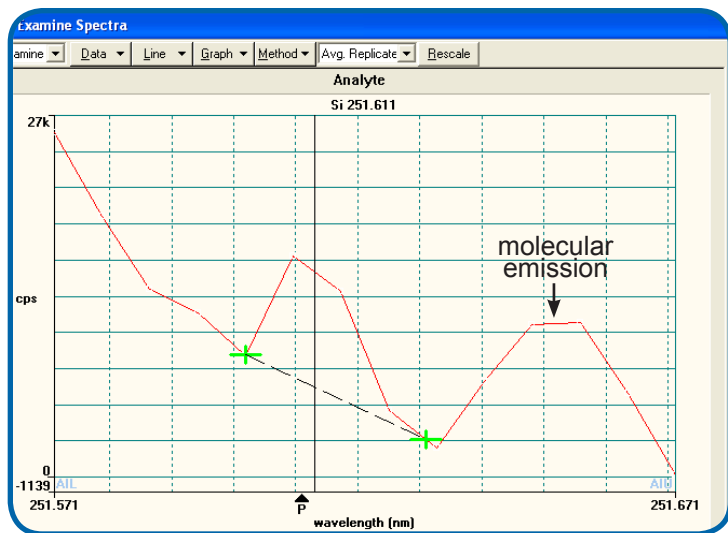 Examine Spectra
amine Data Line Graph Method Avg. Replicate Rescale
Analyte
Si 251.611
27k
molecular
emission
cps
0
-1139 AIL AIU
251.571 P 251.671
wavelength (nm)